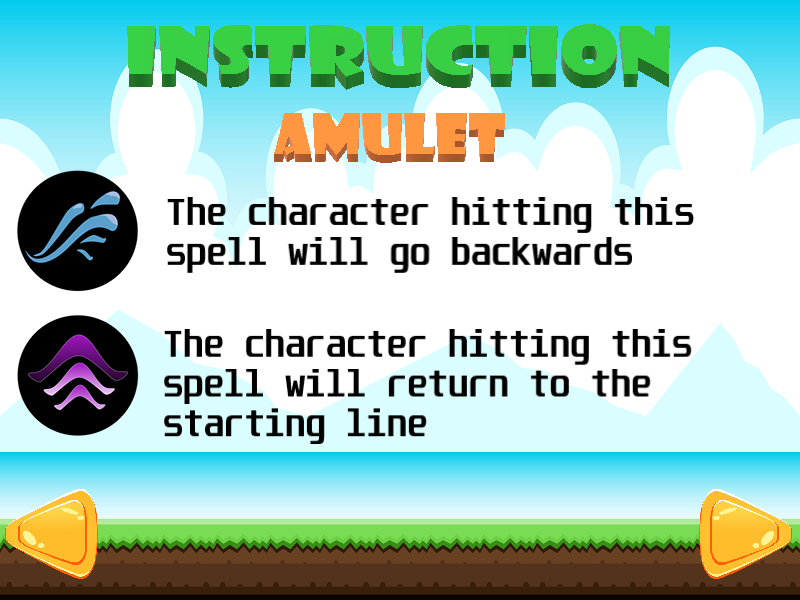 INSTRUCTION
AMULET
The character hitting this
spell will go backwards
The character hitting this
spell will return to the
starting line